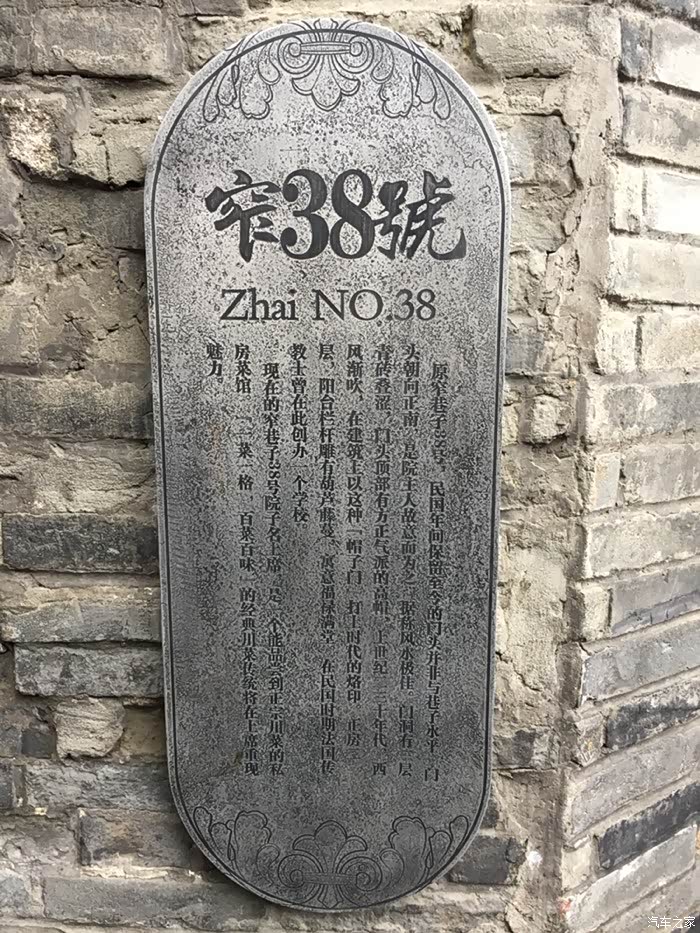 窄38號
Zhai NO.38
原窄巷子38号，民国年间保留至今的门头并非与巷子水平，门
头朝向正南，是院主人故意而为之，据称风水极佳。门洞有三层
青砖叠涩，门头顶部有方正气派的高帽。上世纪二三十年代，西
风渐吹，在建筑上以这种“帽子门”打上时代的烙印。正房二
层，阳台栏杆雕有葫芦藤蔓，寓意福禄满堂。在民国时期法国传
教士曾在此创办一个学校。
现在的窄巷子38号院子名上席，是一个能品尝到正宗川菜的私
房菜馆，“一菜一格，百菜百味”的经典川菜传统将在上席重现
魅力。
汽车之家